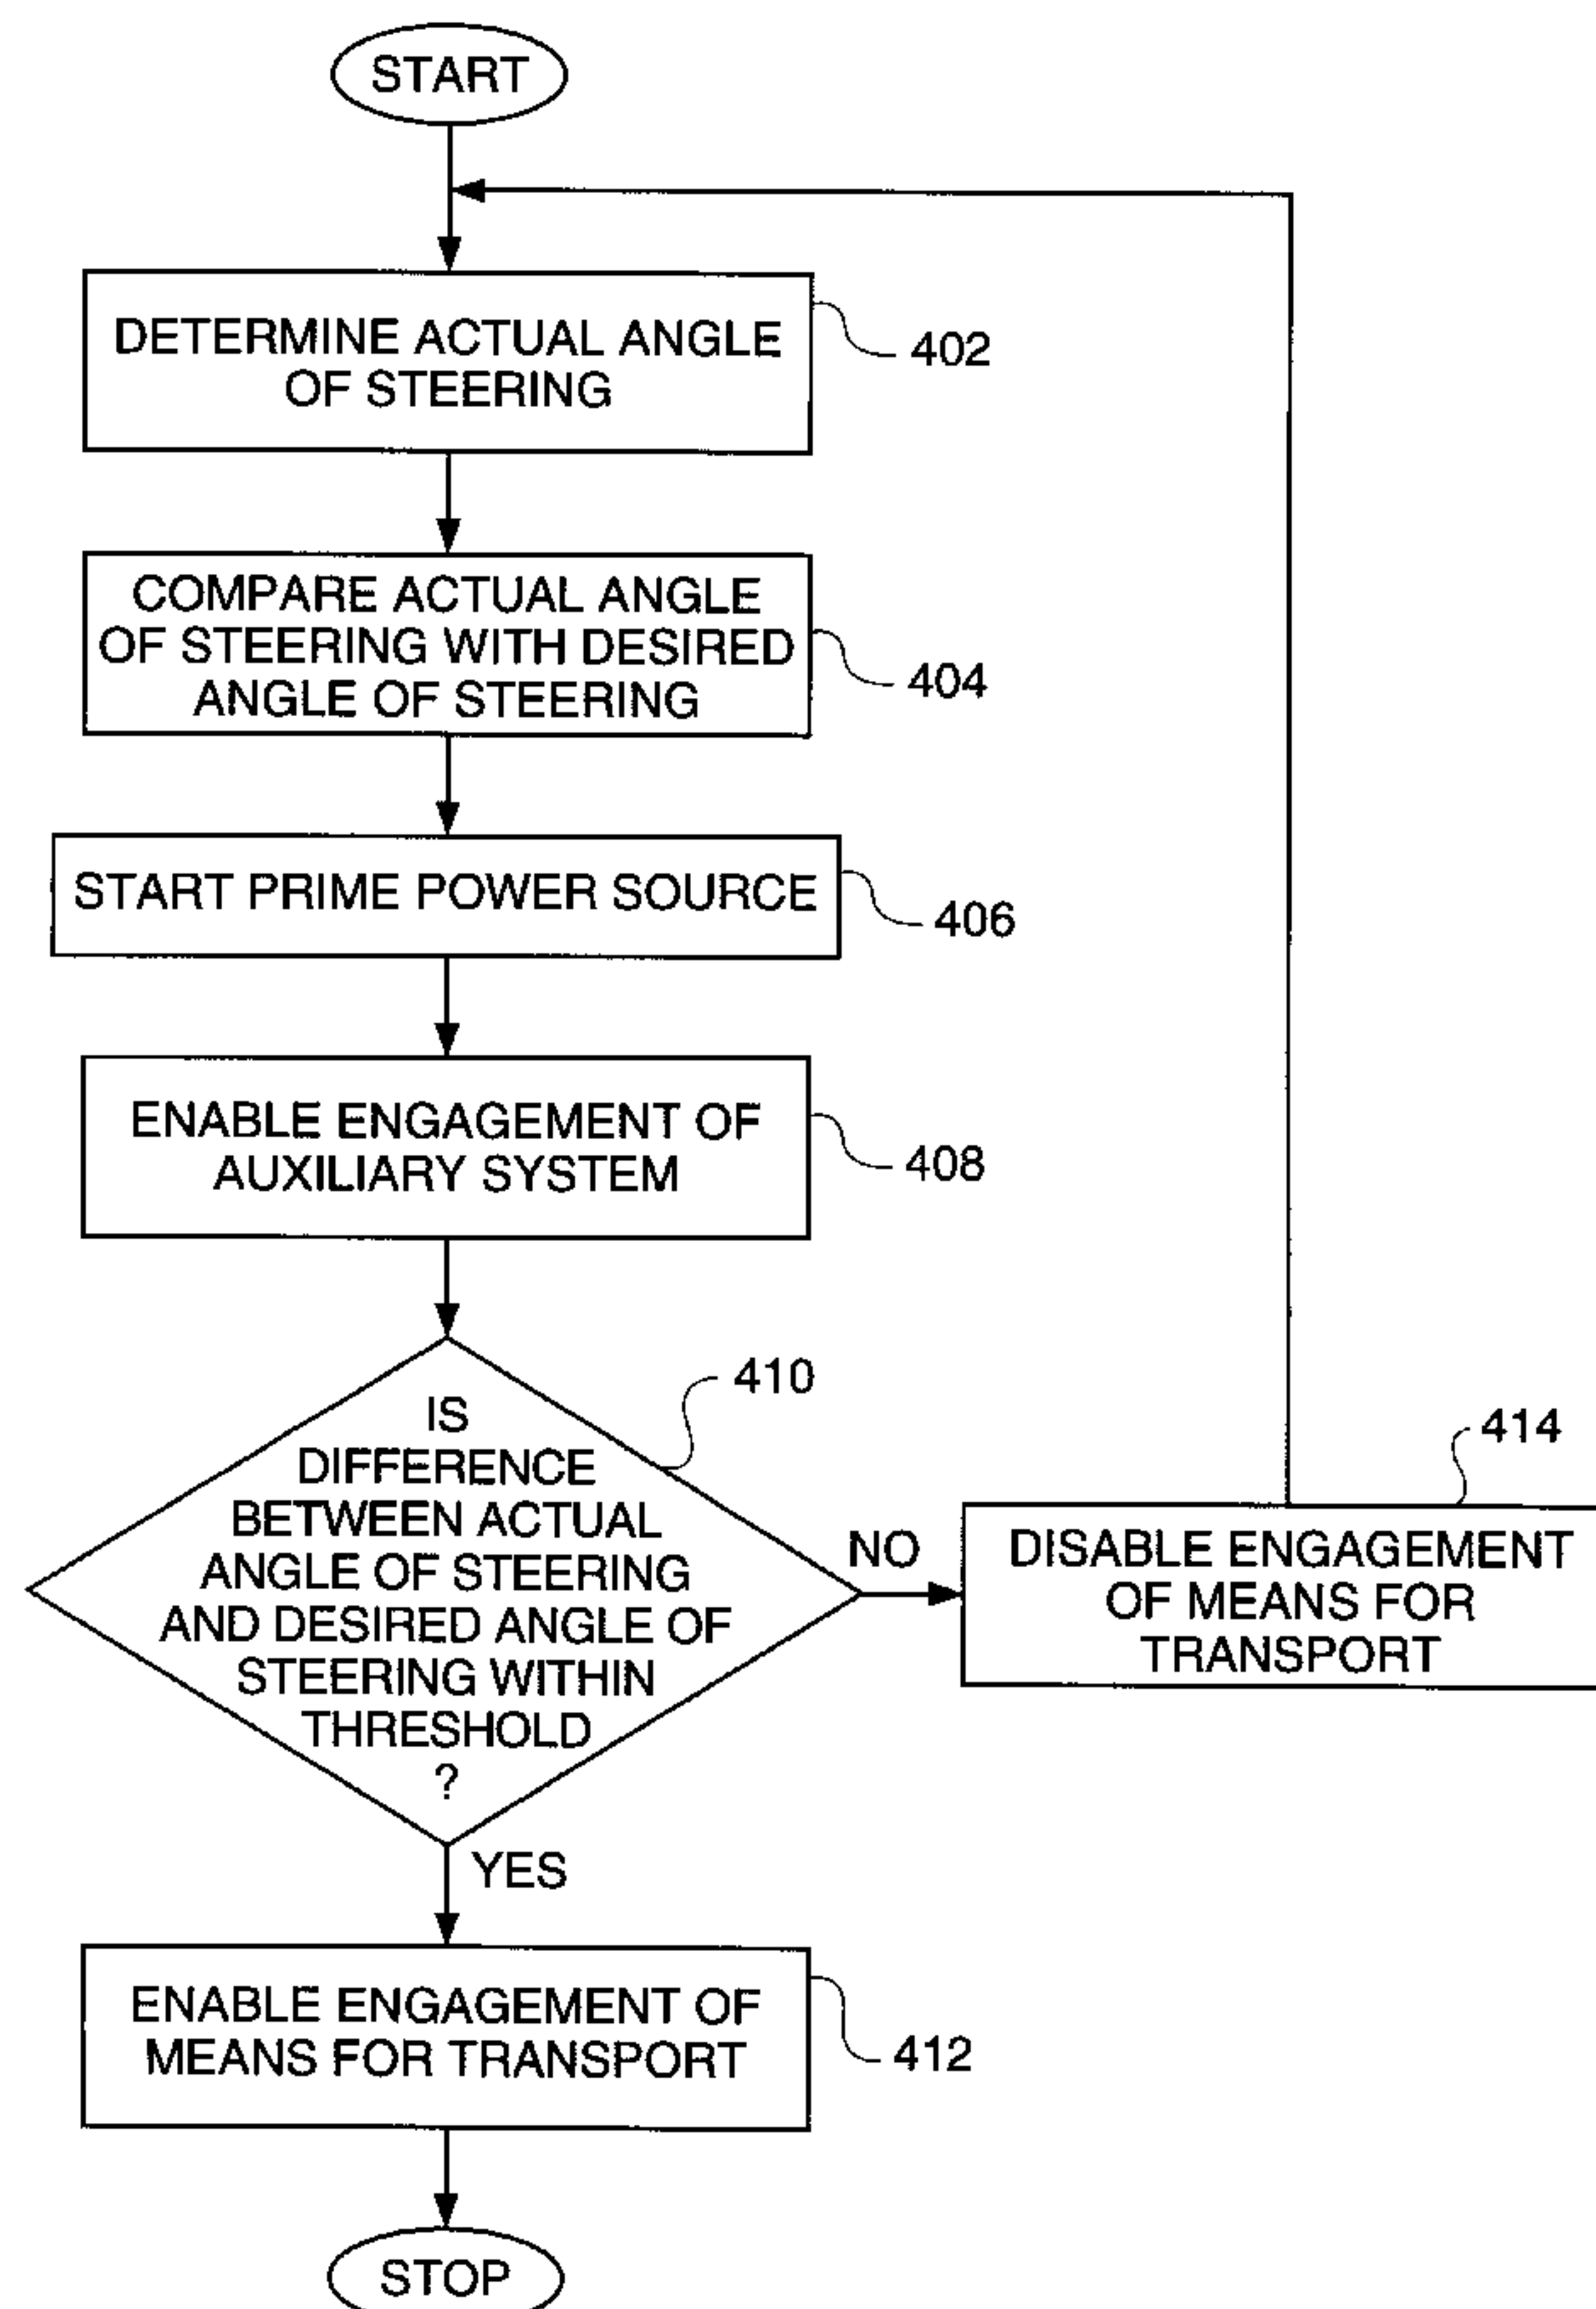 START
DETERMINE ACTUAL ANGLE
OF STEERING
402
COMPARE ACTUAL ANGLE
OF STEERING WITH DESIRED
ANGLE OF STEERING
404
START PRIME POWER SOURCE
406
ENABLE ENGAGEMENT OF
AUXILIARY SYSTEM
408
IS
DIFFERENCE
BETWEEN ACTUAL
ANGLE OF STEERING
AND DESIRED ANGLE OF
STEERING WITHIN
THRESHOLD
?
410
NO
414
DISABLE ENGAGEMENT
OF MEANS FOR
TRANSPORT
YES
ENABLE ENGAGEMENT OF
MEANS FOR TRANSPORT
412
STOP